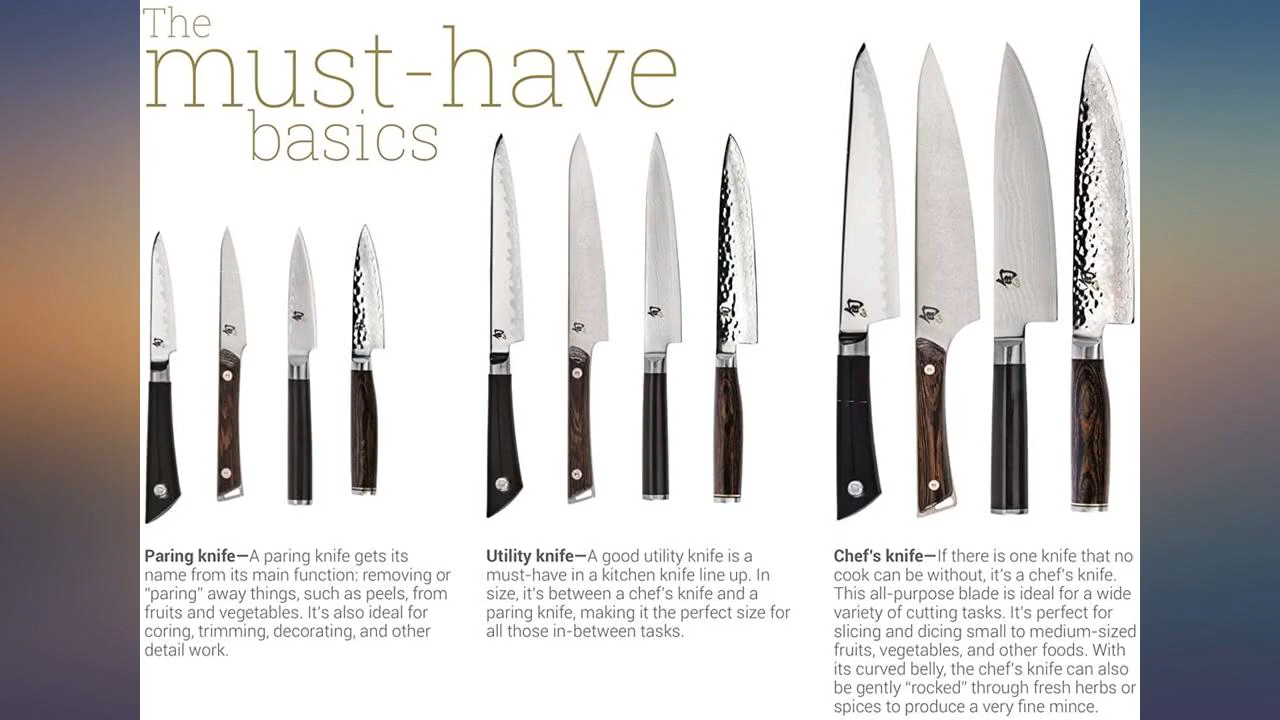 The
must-have
basics
Paring knife—A paring knife gets its
name from its main function: removing or
“paring” away things, such as peels, from
fruits and vegetables. It’s also ideal for
coring, trimming, decorating, and other
detail work.
Utility knife—A good utility knife is a
must-have in a kitchen knife line up. In
size, it’s between a chef’s knife and a
paring knife, making it the perfect size for
all those in-between tasks.
Chef’s knife—If there is one knife that no
cook can be without, it’s a chef’s knife.
This all-purpose blade is ideal for a wide
variety of cutting tasks. It’s perfect for
slicing and dicing small to medium-sized
fruits, vegetables, and other foods. With
its curved belly, the chef’s knife can also
be gently “rocked” through fresh herbs or
spices to produce a very fine mince.